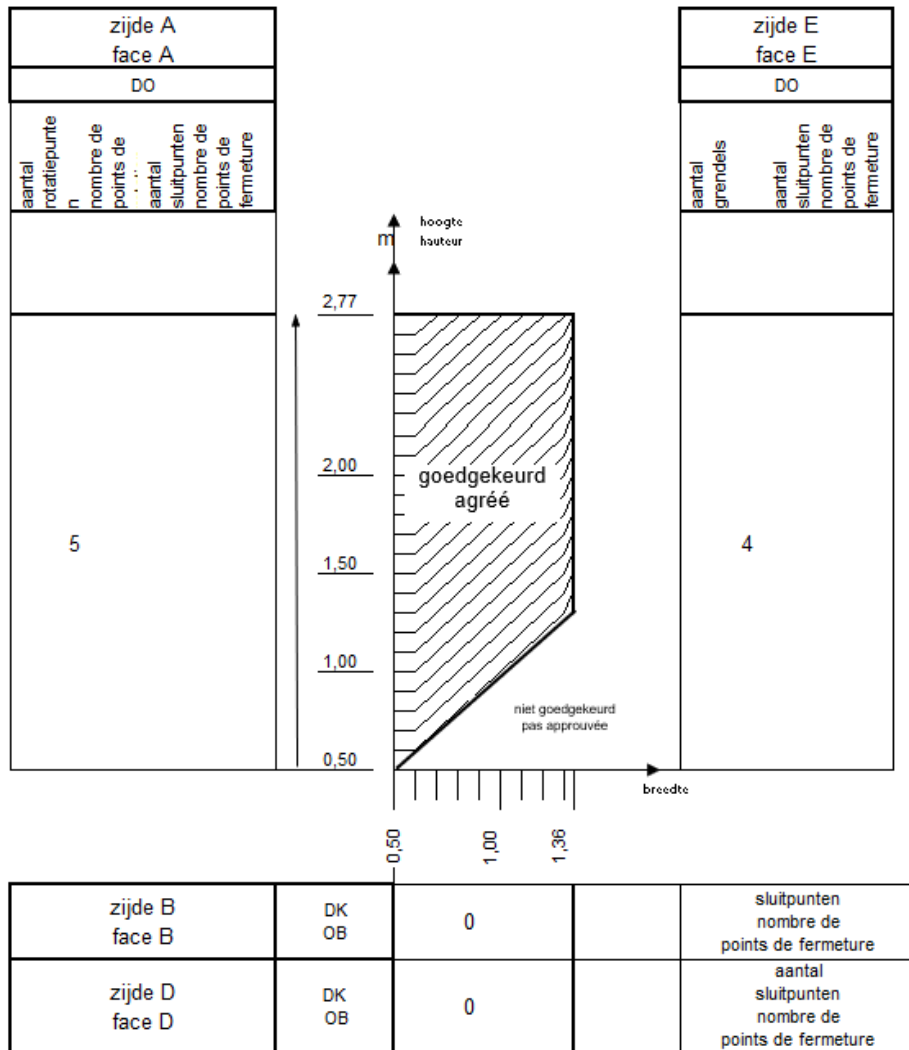 zijde A
face A
DO
aantal
rotatiepunte
n
nombre de
points de
aantal
sluitpunten
nombre de
points de
fermeture
zijde E
face E
DO
aantal
grendels
aantal
sluitpunten
nombre de
points de
fermeture
hoogte
m hauteur
2,77
2,00
goedgekeurd
agréé
5
4
1,50
1,00
niet goedgekeurd
pas approuvée
0,50
breedte
0,50
1,00
1,36
zijde B
face B
DK
OB
0
sluitpunten
nombre de
points de fermeture
zijde D
face D
DK
OB
0
aantal
sluitpunten
nombre de
points de fermeture